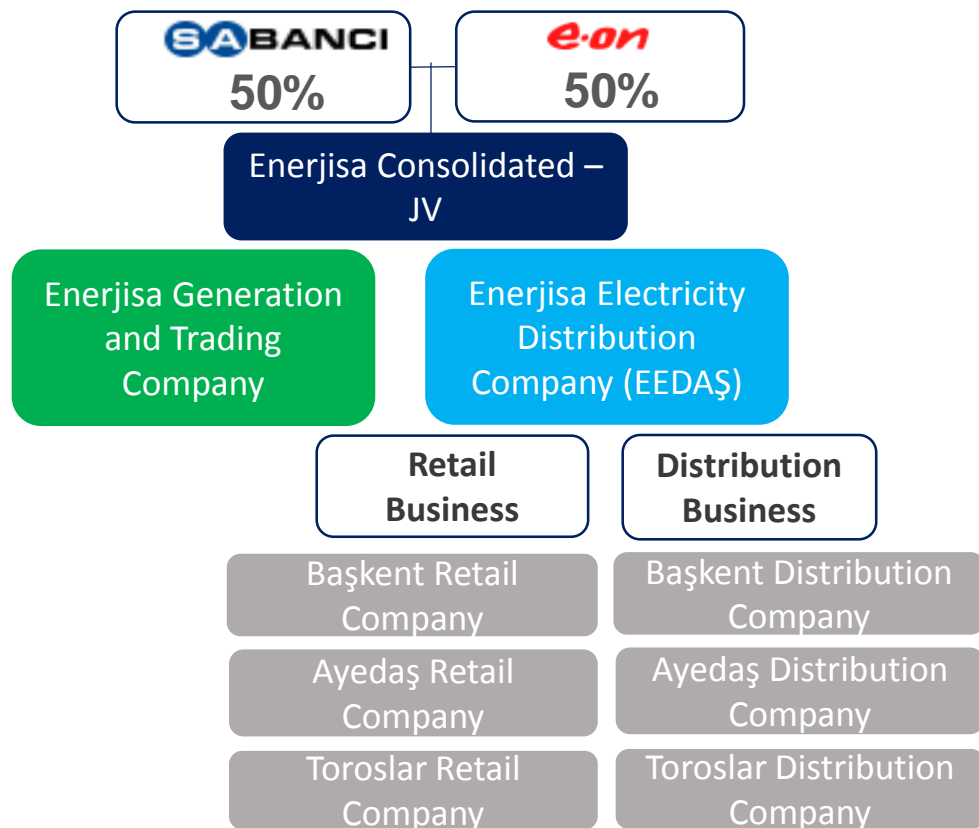 SABANCI
50%
e·on
50%
Enerjisa Consolidated –
JV
Enerjisa Generation
and Trading
Company
Enerjisa Electricity
Distribution
Company (EEDAŞ)
Retail
Business
Distribution
Business
Başkent Retail
Company
Başkent Distribution
Company
Ayedaş Retail
Company
Ayedaş Distribution
Company
Toroslar Retail
Company
Toroslar Distribution
Company